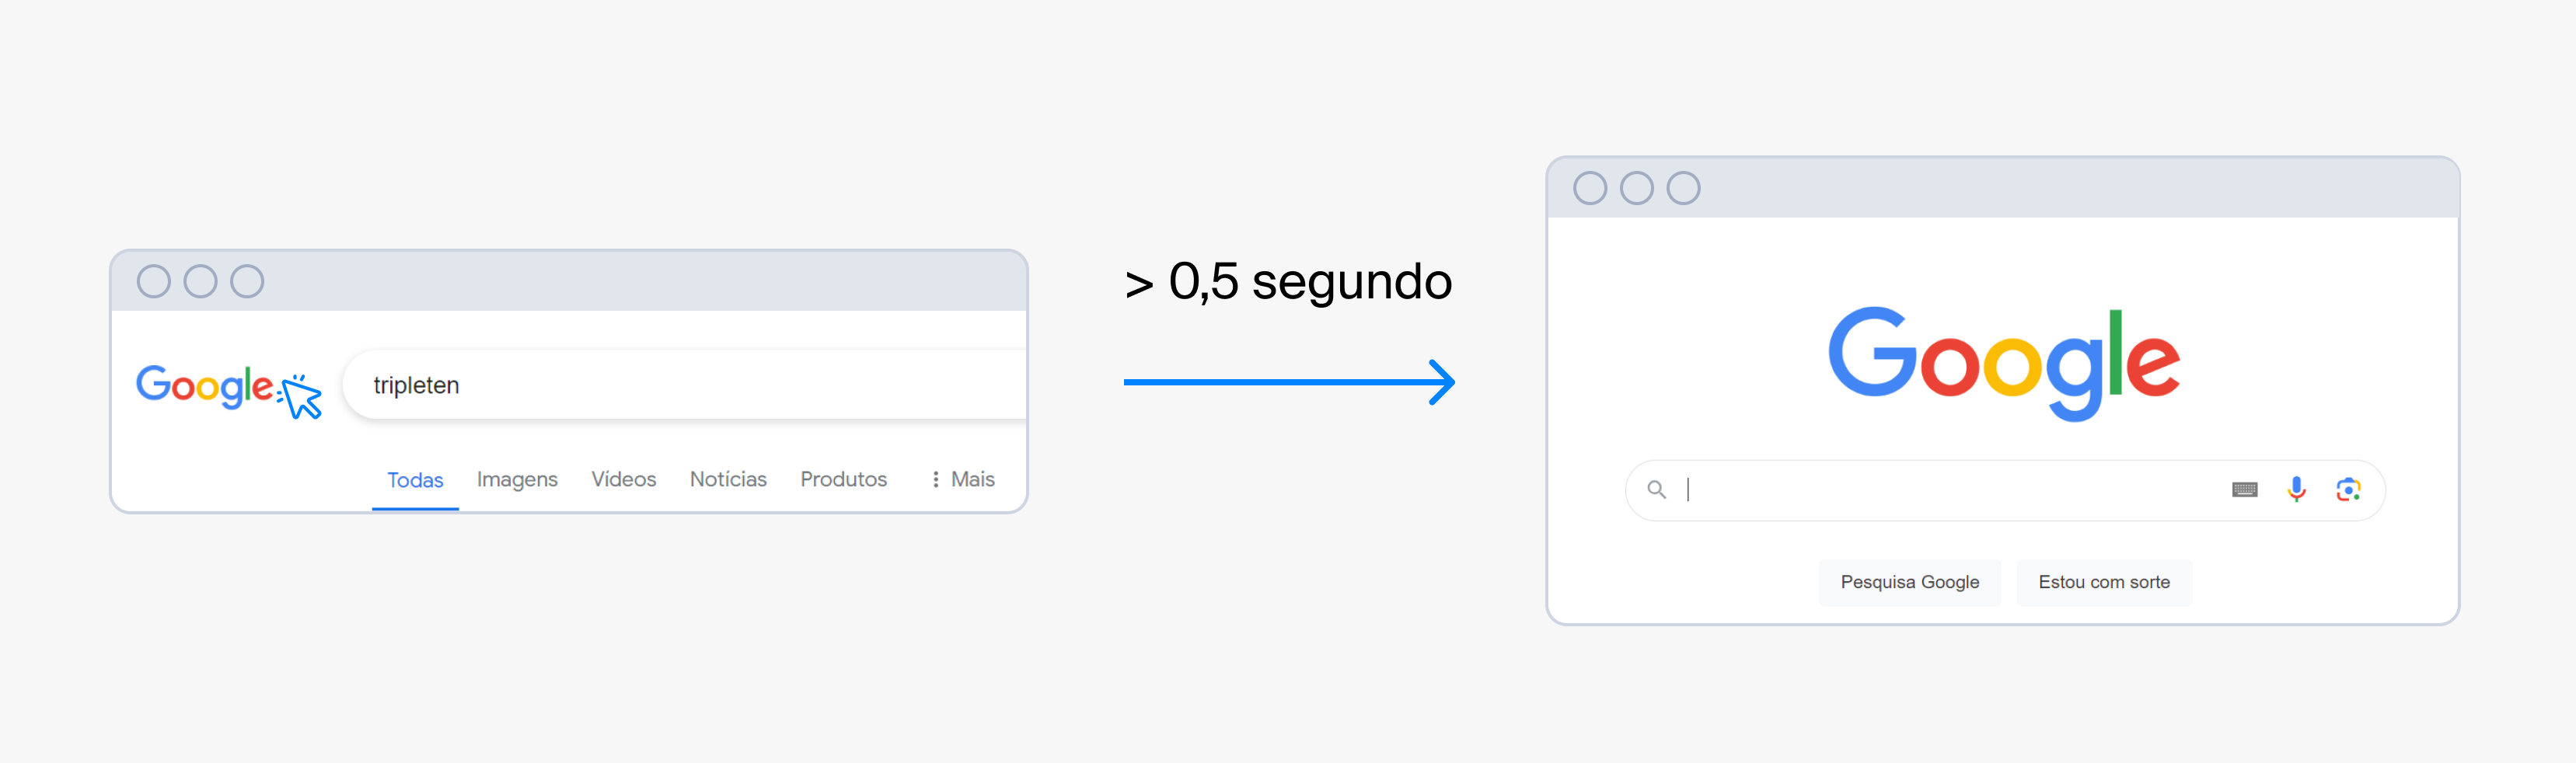 Google
tripleten
Todas Imagens Vídeos Notícias Produtos Mais
> 0,5 segundo
Google
Pesquisa Google Estou com sorte